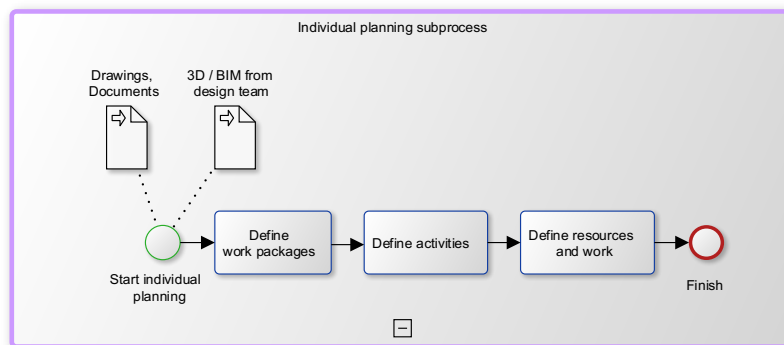 Individual planning subprocess
Drawings,
Documents
3D / BIM from
design team
Define
work packages
Define activities
Define resources
and work
Start individual
planning
Finish